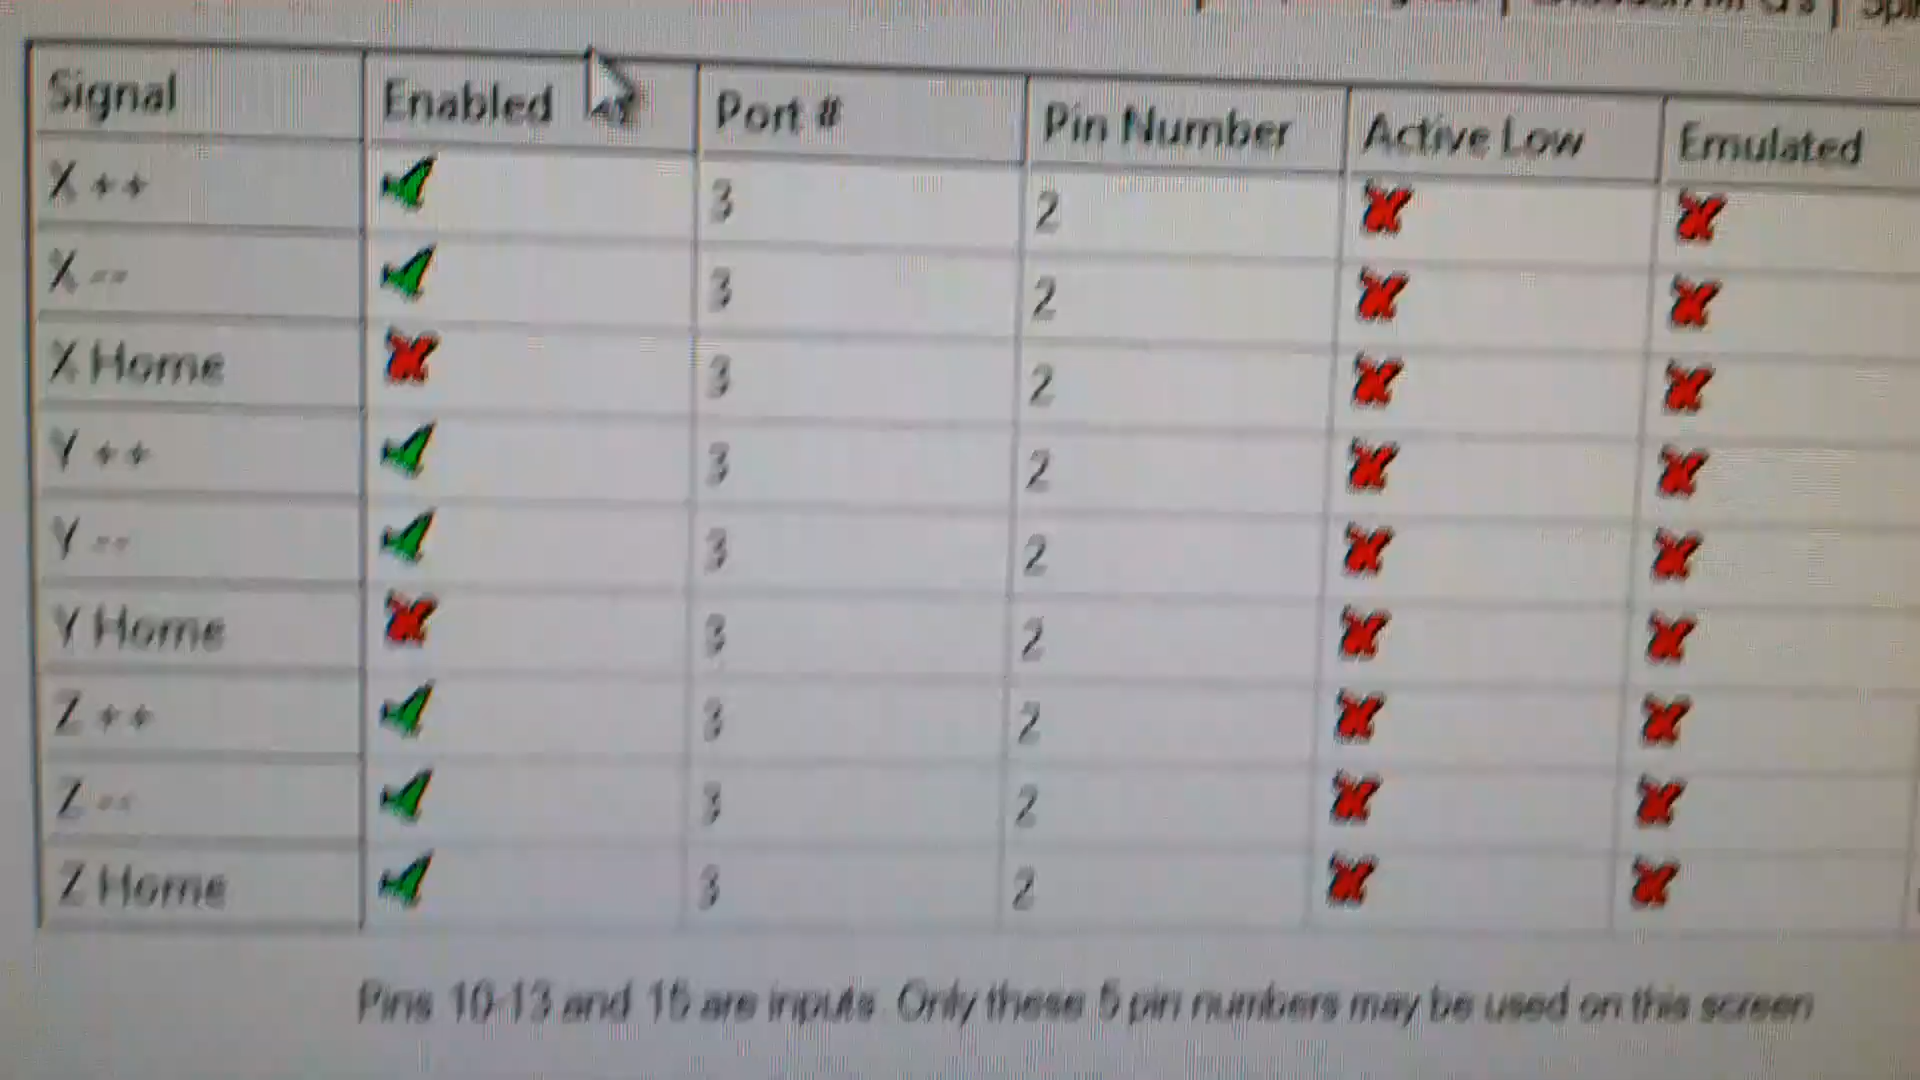 Signal Enabled Port # Pin Number Active Low Emulated
X ++ 3 2
X -- 3 2
X Home 3 2
Y ++ 3 2
Y -- 3 2
Y Home 3 2
Z ++ 3 2
Z -- 3 2
Z Home 3 2
Pins 10-13 and 15 are inputs. Only these 5 pin numbers may be used on this screen